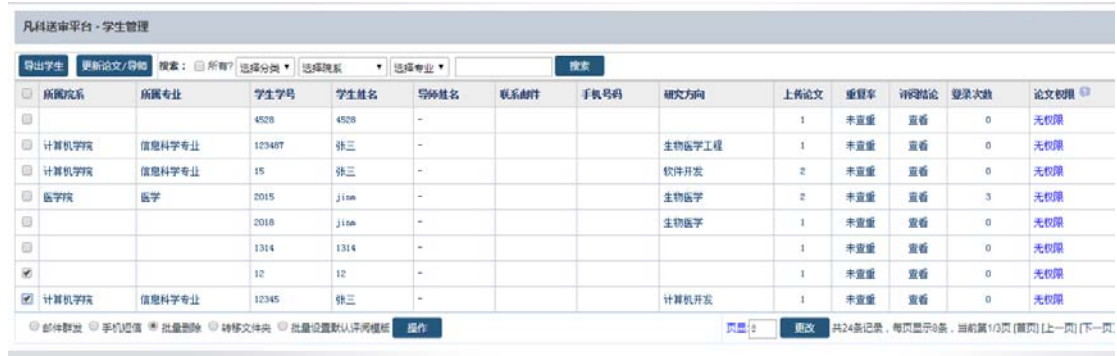 凡科送审平台 - 学生管理
导出学生 更新论文/导师 搜索： 所有? 选择分类 选择院系 选择专业 搜索
所属院系 所属专业 学生学号 学生姓名 导师姓名 联系邮件 手机号码 研究方向 上传论文 重复率 评阅结论 登录次数 论文权限
4528 4528 - 1 未查重 查看 0 无权限
计算机学院 信息科学专业 123487 张三 - 生物医学工程 1 未查重 查看 0 无权限
计算机学院 信息科学专业 15 张三 - 软件开发 2 未查重 查看 0 无权限
医学院 医学 2015 - 生物医学 2 未查重 查看 3 无权限
2018 - 生物医学 1 未查重 查看 0 无权限
1314 1314 - 1 未查重 查看 0 无权限
12 12 - 1 未查重 查看 0 无权限
计算机学院 信息科学专业 12345 张三 - 计算机开发 1 未查重 查看 0 无权限
邮件群发 手机短信 批量删除 转移文件夹 批量设置默认评阅模板 操作 页显: 8 更改 共24条记录，每页显示8条，当前第1/3页 [首页] [上一页] [下一页]